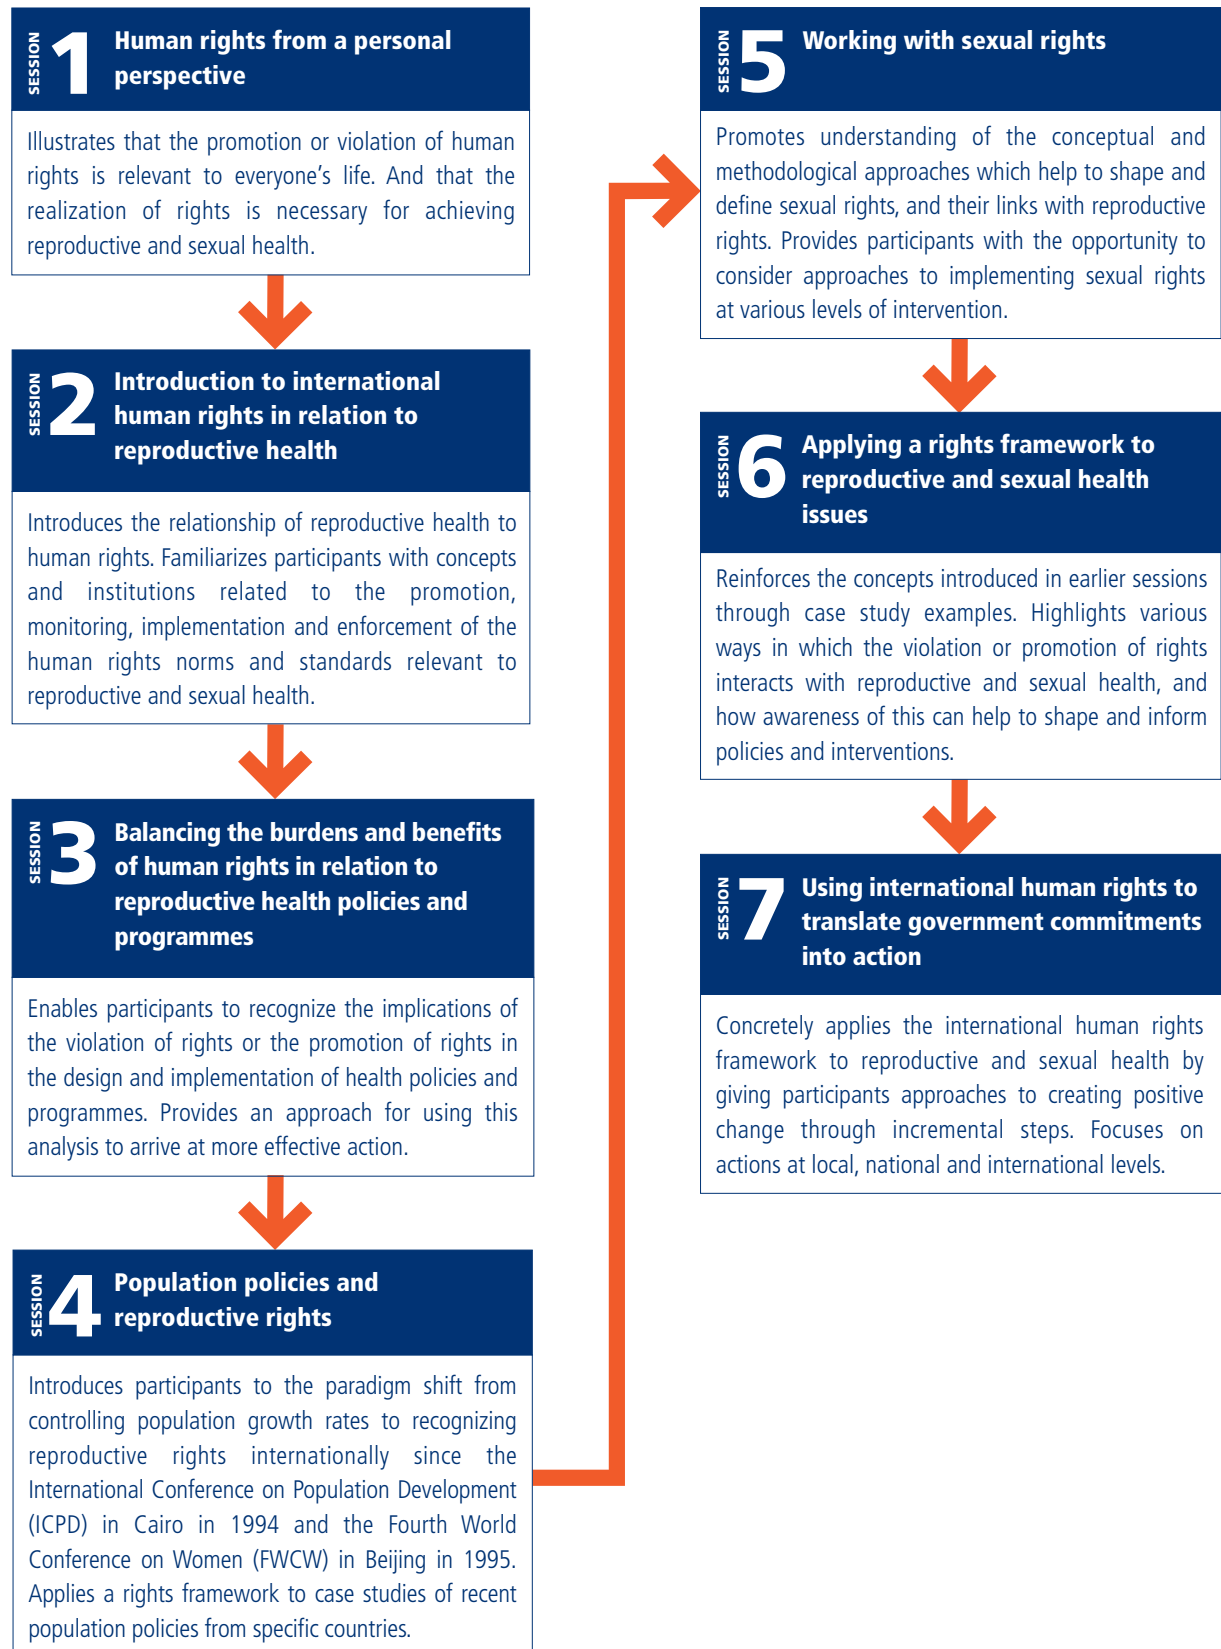 SESSION 1 Human rights from a personal
perspective
Illustrates that the promotion or violation of human
rights is relevant to everyone's life. And that the
realization of rights is necessary for achieving
reproductive and sexual health.
SESSION 2 Introduction to international
human rights in relation to
reproductive health
Introduces the relationship of reproductive health to
human rights. Familiarizes participants with concepts
and institutions related to the promotion,
monitoring, implementation and enforcement of the
human rights norms and standards relevant to
reproductive and sexual health.
SESSION 3 Balancing the burdens and benefits
of human rights in relation to
reproductive health policies and
programmes
Enables participants to recognize the implications of
the violation of rights or the promotion of rights in
the design and implementation of health policies and
programmes. Provides an approach for using this
analysis to arrive at more effective action.
SESSION 4 Population policies and
reproductive rights
Introduces participants to the paradigm shift from
controlling population growth rates to recognizing
reproductive rights internationally since the
International Conference on Population Development
(ICPD) in Cairo in 1994 and the Fourth World
Conference on Women (FWCW) in Beijing in 1995.
Applies a rights framework to case studies of recent
population policies from specific countries.
SESSION 5 Working with sexual rights
Promotes understanding of the conceptual and
methodological approaches which help to shape and
define sexual rights, and their links with reproductive
rights. Provides participants with the opportunity to
consider approaches to implementing sexual rights
at various levels of intervention.
SESSION 6 Applying a rights framework to
reproductive and sexual health
issues
Reinforces the concepts introduced in earlier sessions
through case study examples. Highlights various
ways in which the violation or promotion of rights
interacts with reproductive and sexual health, and
how awareness of this can help to shape and inform
policies and interventions.
SESSION 7 Using international human rights to
translate government commitments
into action
Concretely applies the international human rights
framework to reproductive and sexual health by
giving participants approaches to creating positive
change through incremental steps. Focuses on
actions at local, national and international levels.